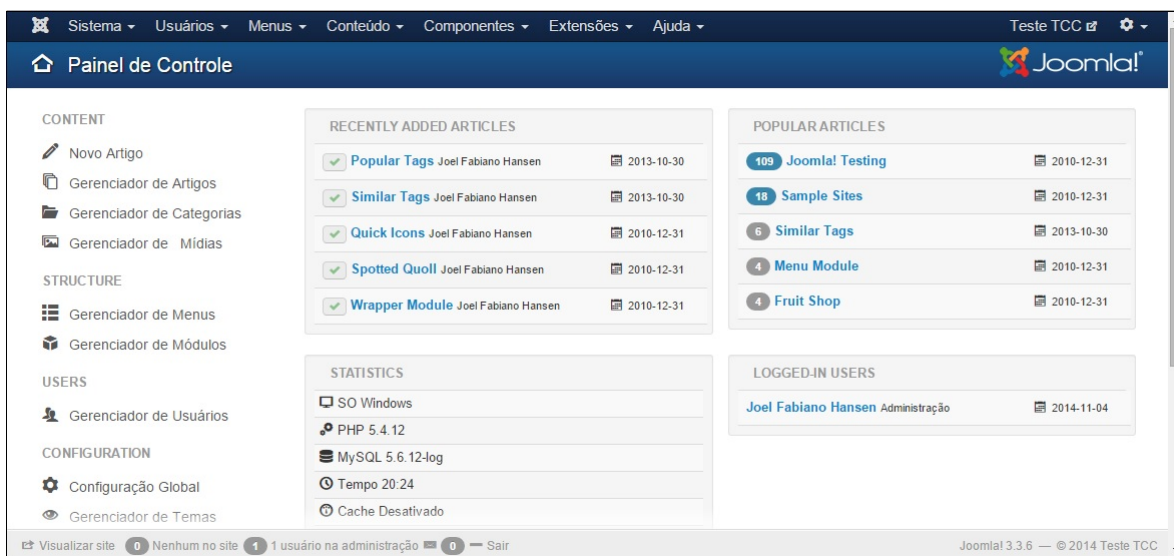 Sistema Usuários Menus Conteúdo Componentes Extensões Ajuda Teste TCC
Painel de Controle Joomla!
CONTENT
Novo Artigo
Gerenciador de Artigos
Gerenciador de Categorias
Gerenciador de Mídias
STRUCTURE
Gerenciador de Menus
Gerenciador de Módulos
USERS
Gerenciador de Usuários
CONFIGURATION
Configuração Global
Gerenciador de Temas
RECENTLY ADDED ARTICLES
Popular Tags Joel Fabiano Hansen 2013-10-30
Similar Tags Joel Fabiano Hansen 2013-10-30
Quick Icons Joel Fabiano Hansen 2010-12-31
Spotted Quoll Joel Fabiano Hansen 2010-12-31
Wrapper Module Joel Fabiano Hansen 2010-12-31
POPULAR ARTICLES
109 Joomla! Testing 2010-12-31
18 Sample Sites 2010-12-31
6 Similar Tags 2013-10-30
4 Menu Module 2010-12-31
4 Fruit Shop 2010-12-31
STATISTICS
SO Windows
PHP 5.4.12
MySQL 5.6.12-log
Tempo 20:24
Cache Desativado
LOGGED-IN USERS
Joel Fabiano Hansen Administração 2014-11-04
Visualizar site 0 Nenhum no site 1 1 usuário na administração 0 Sair Joomla! 3.3.6 — © 2014 Teste TCC